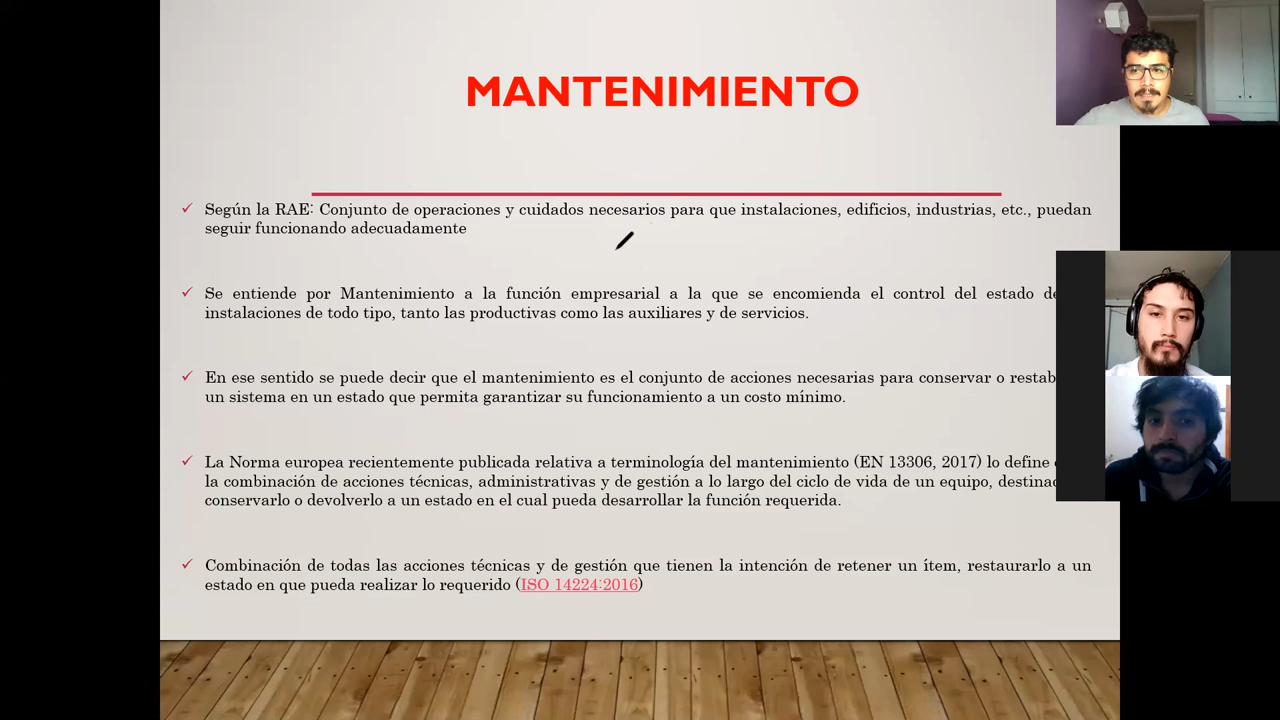 MANTENIMIENTO
Según la RAE: Conjunto de operaciones y cuidados necesarios para que instalaciones, edificios, industrias, etc., puedan
seguir funcionando adecuadamente
Se entiende por Mantenimiento a la función empresarial a la que se encomienda el control del estado de
instalaciones de todo tipo, tanto las productivas como las auxiliares y de servicios.
En ese sentido se puede decir que el mantenimiento es el conjunto de acciones necesarias para conservar o
un sistema en un estado que permita garantizar su funcionamiento a un costo mínimo.
La Norma europea recientemente publicada relativa a terminología del mantenimiento (EN 13306, 2017) lo define
la combinación de acciones técnicas, administrativas y de gestión a lo largo del ciclo de vida de un equipo,
conservarlo o devolverlo a un estado en el cual pueda desarrollar la función requerida.
Combinación de todas las acciones técnicas y de gestión que tienen la intención de retener un ítem, restaurarlo a un
estado en que pueda realizar lo requerido (ISO 14224:2016)